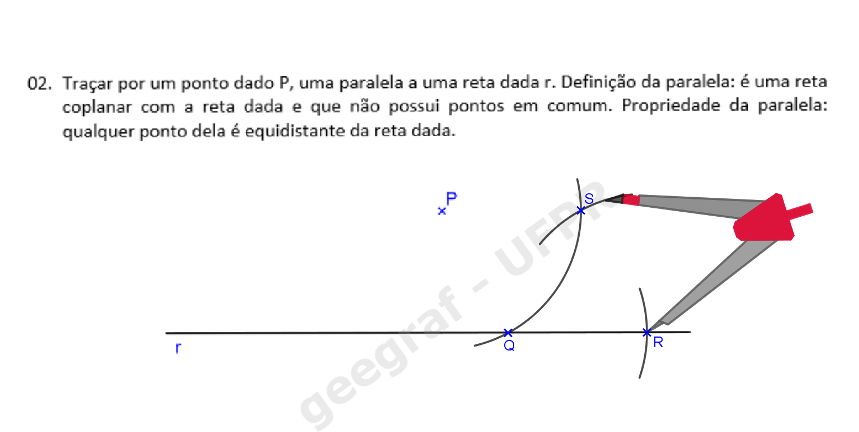 02. Traçar por um ponto dado P, uma paralela a uma reta dada r. Definição da paralela: é uma reta
coplanar com a reta dada e que não possui pontos em comum. Propriedade da paralela:
qualquer ponto dela é equidistante da reta dada.
P
S
r
Q
R
geegraf - UFPR